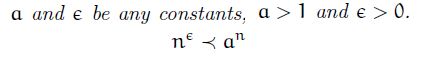 a and ϵ be any constants, a > 1 and ϵ > 0.
n^ϵ ≺ a^n